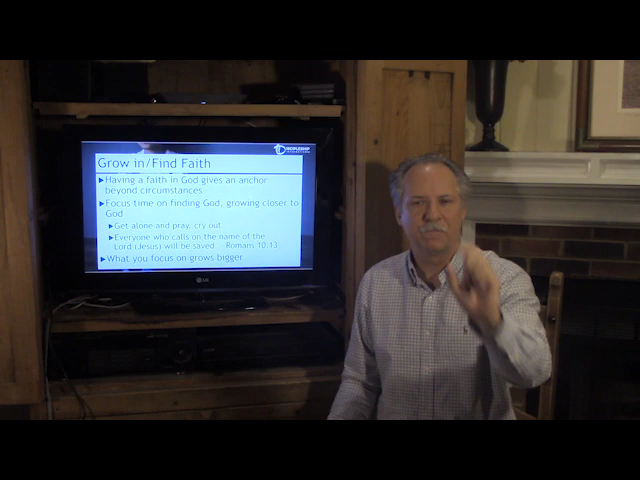 DISCIPLESHIP
Grow in/Find Faith
Having a faith in God gives an anchor
beyond circumstances
Focus time on finding God, growing closer to
God
Get alone and pray, cry out
Everyone who calls on the name of the
Lord (Jesus) will be saved. Romans 10:13
What you focus on grows bigger
LG